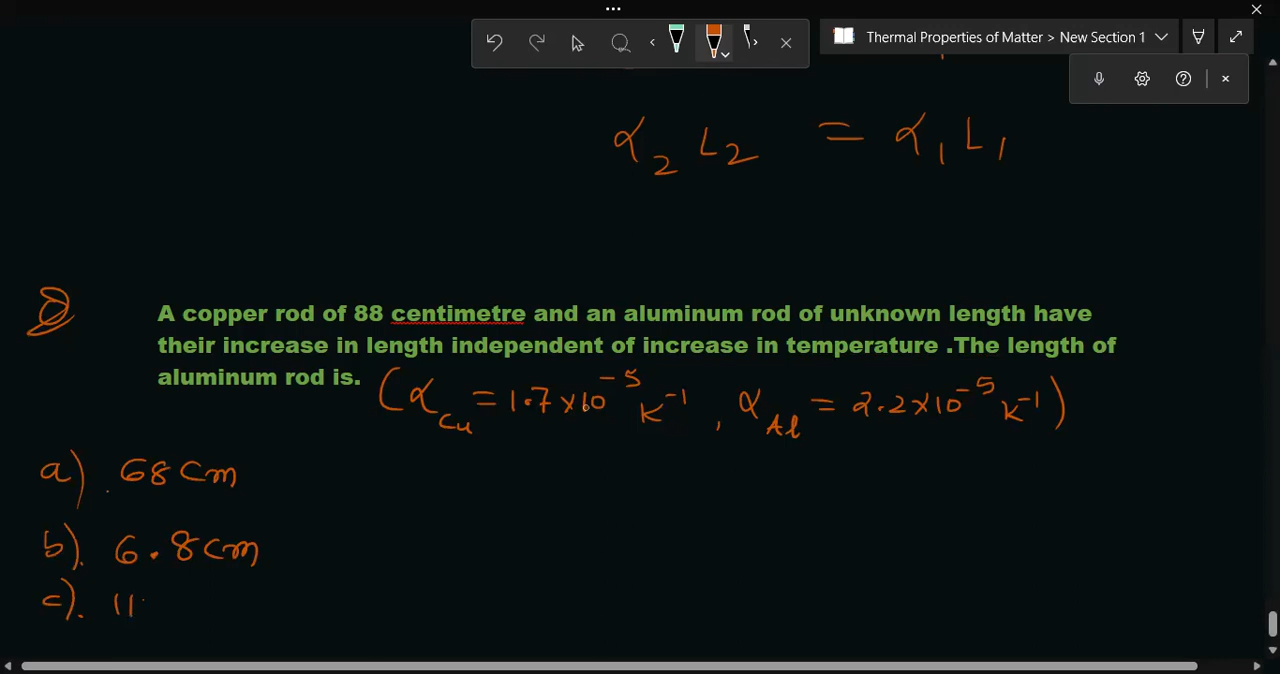 Thermal Properties of Matter > New Section 1
α₂ L₂ = α₁ L₁
Q
A copper rod of 88 centimetre and an aluminum rod of unknown length have
their increase in length independent of increase in temperature .The length of
aluminum rod is. (α_Cu = 1.7×10⁻⁵ K⁻¹, α_Al = 2.2×10⁻⁵ K⁻¹)
a) 68 Cm
b). 6.8 cm
c). 11